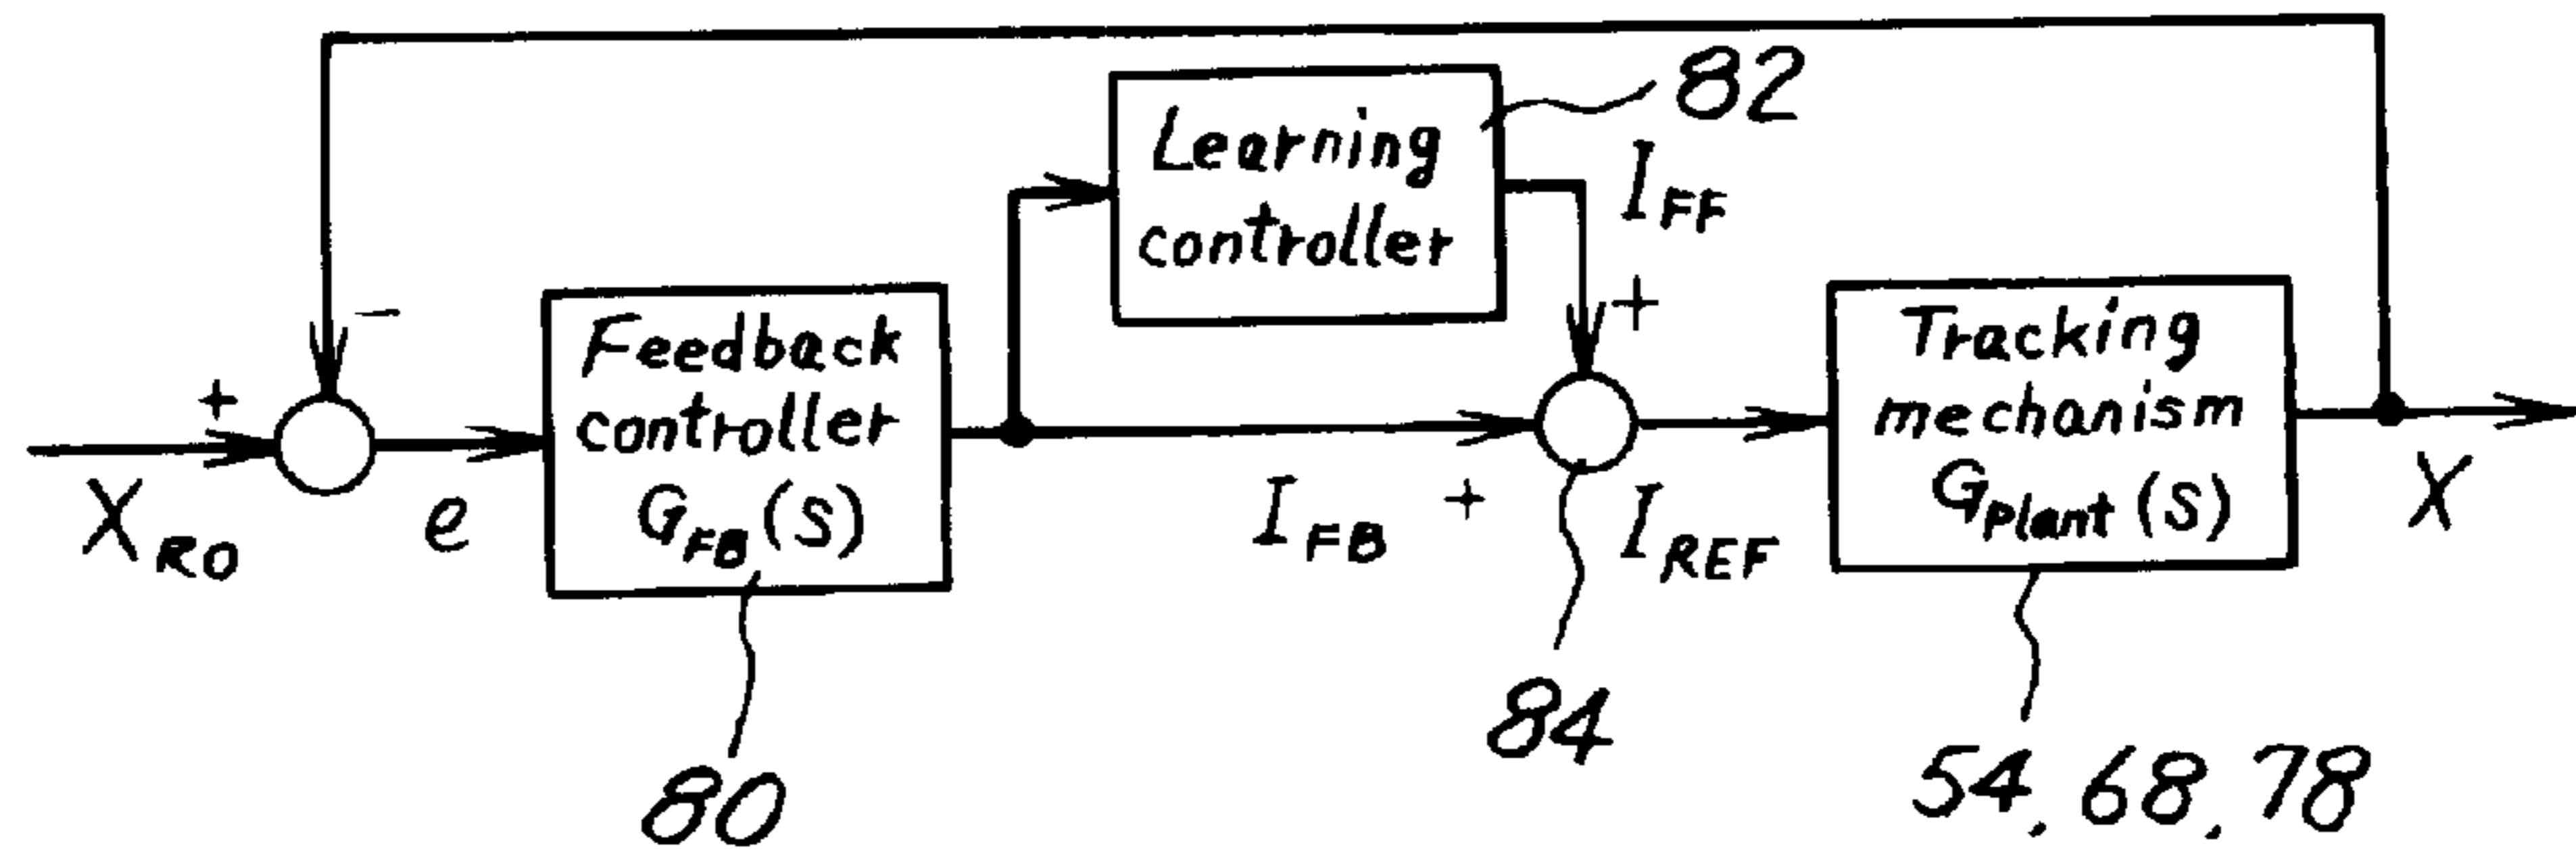 82
Learning
controller
I_FF
+
−
Feedback
controller
G_FB(S)
Tracking
mechanism
G_Plant(S)
+
X_RO
e
I_FB
+
I_REF
X
80
84
54, 68, 78